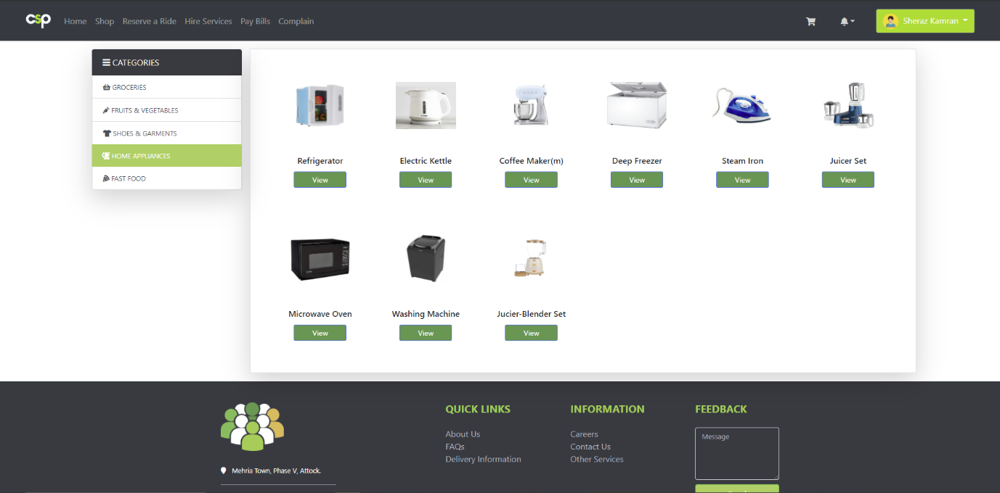 csp Home Shop Reserve a Ride Hire Services Pay Bills Complain Sheraz Kamran
CATEGORIES
GROCERIES
FRUITS & VEGETABLES
SHOES & GARMENTS
HOME APPLIANCES
FAST FOOD
Refrigerator Electric Kettle Coffee Maker(m) Deep Freezer Steam Iron Juicer Set
View View View View View View
Microwave Oven Washing Machine Jucier-Blender Set
View View View
Mehria Town, Phase V, Attock.
QUICK LINKS
About Us
FAQs
Delivery Information
INFORMATION
Careers
Contact Us
Other Services
FEEDBACK
Message